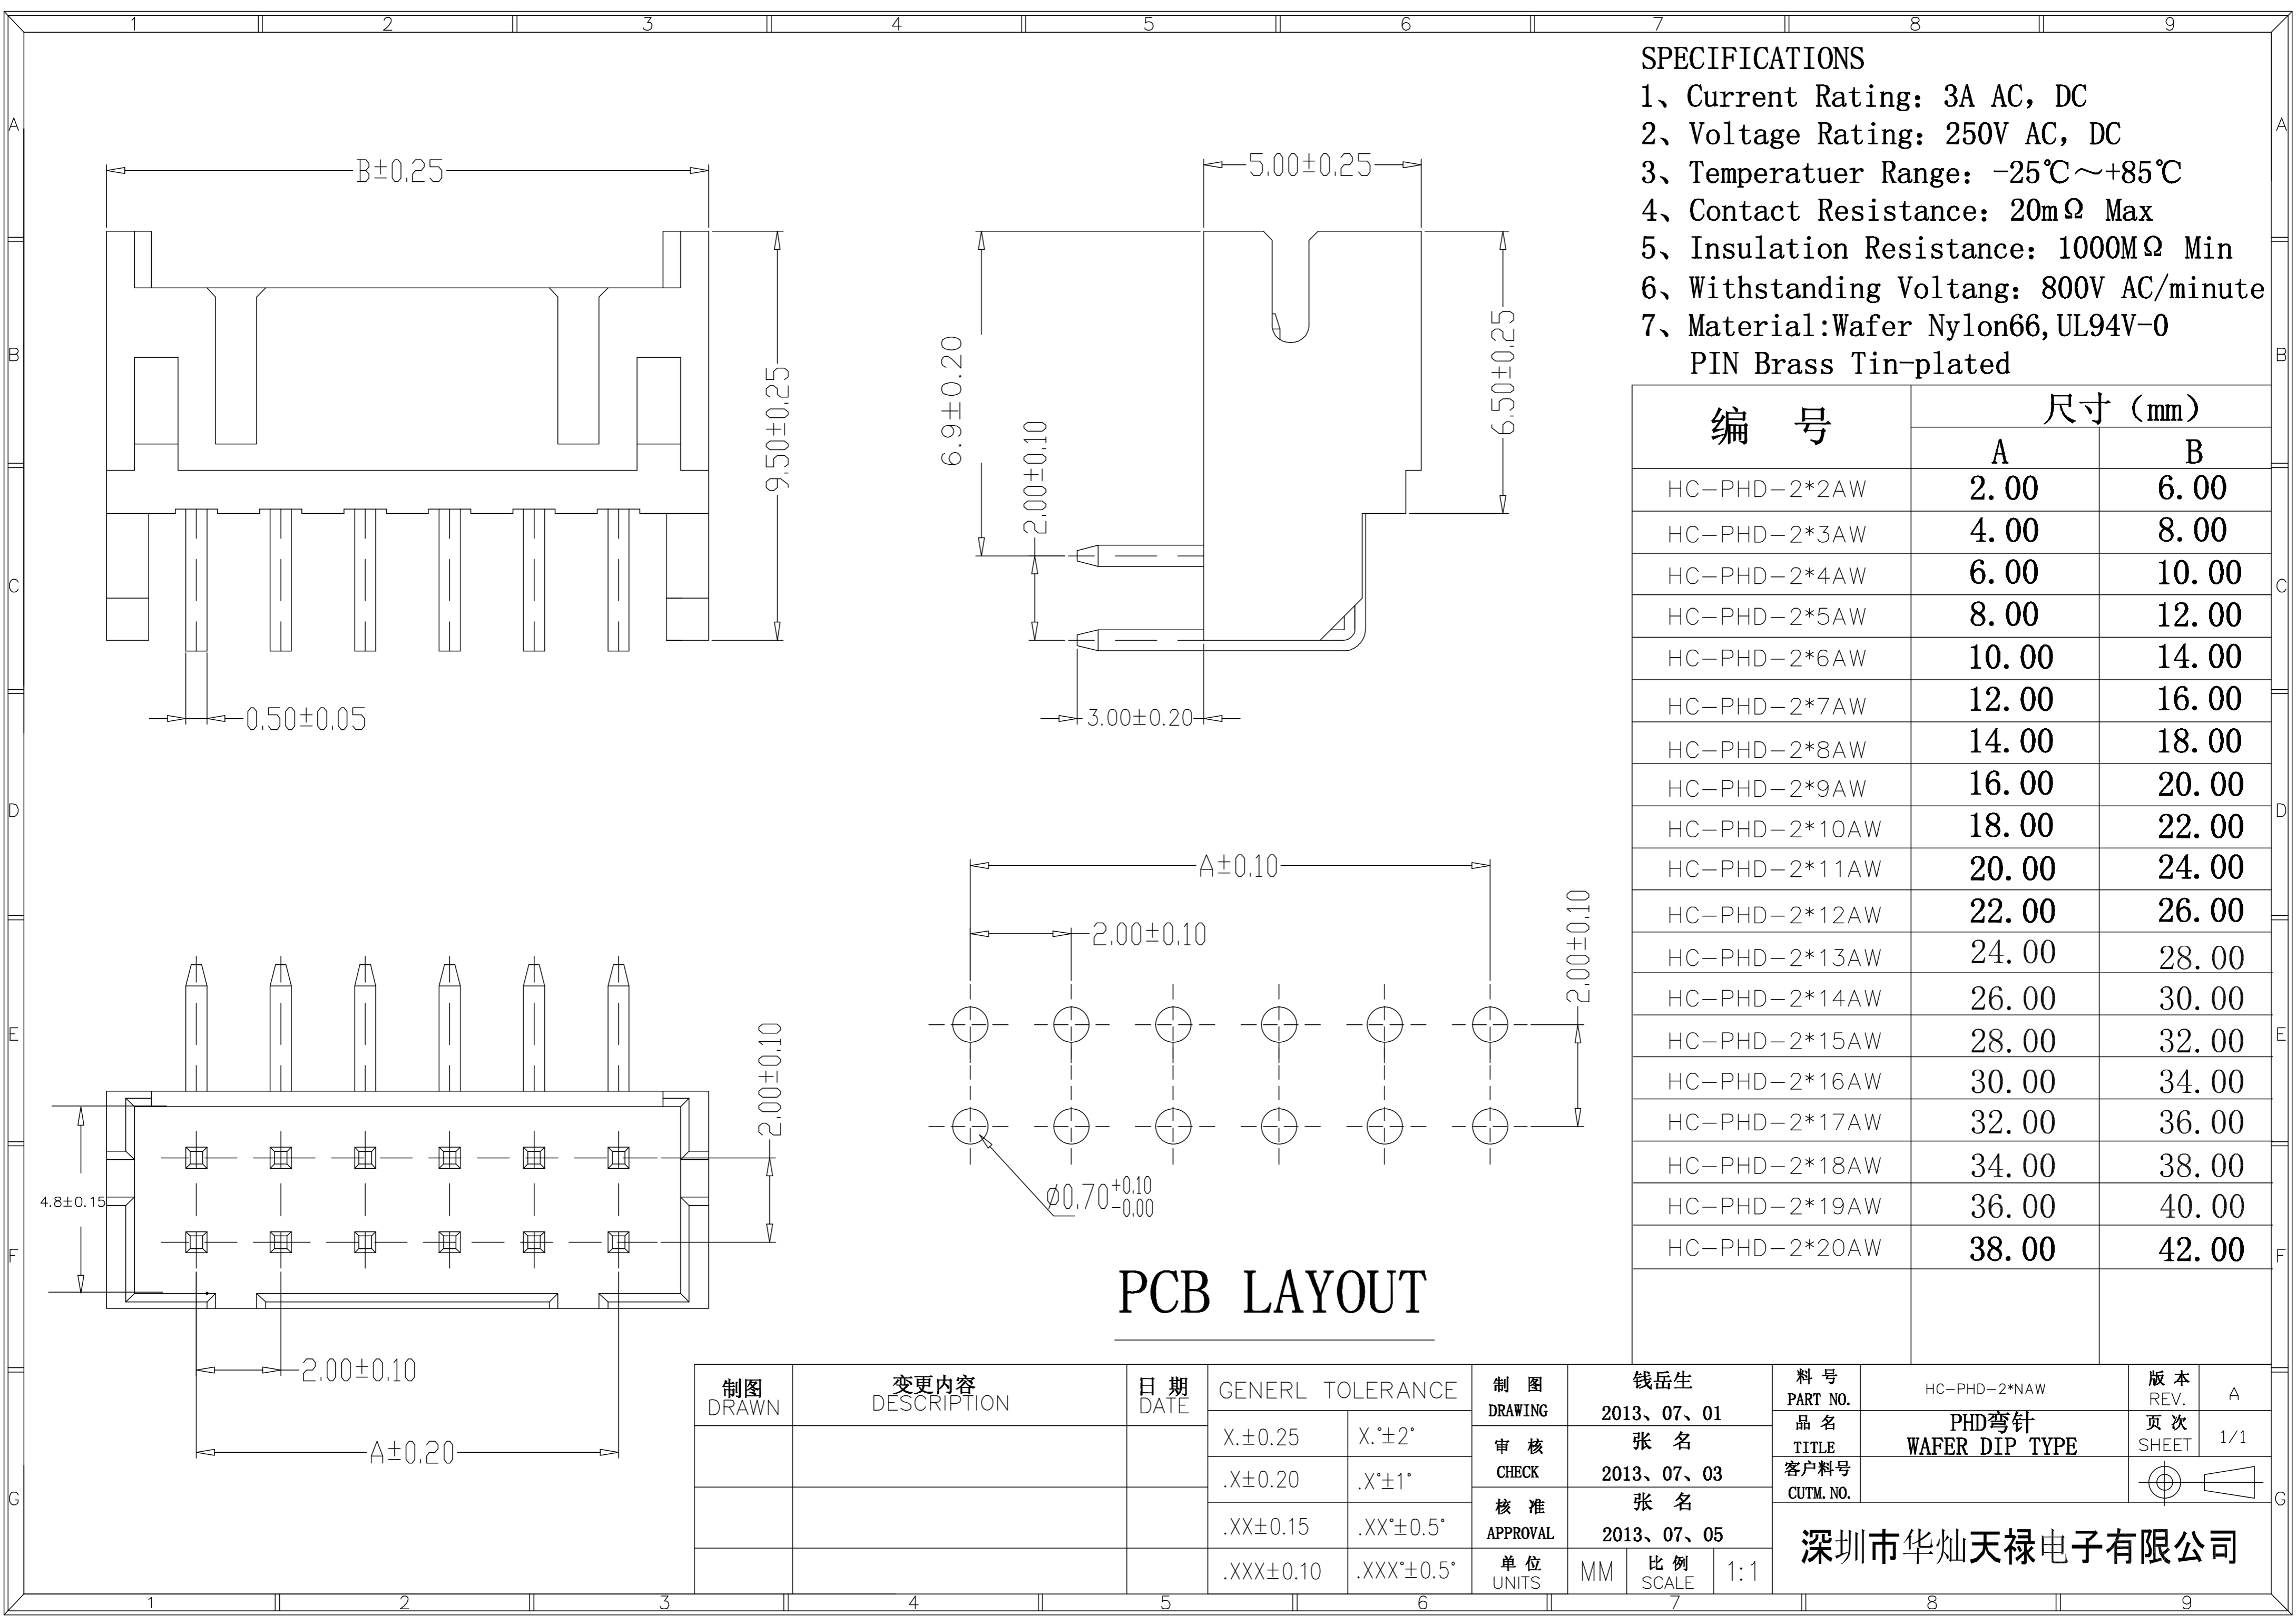 1 2 3 4 5 6 7 8 9
A
B
C
D
E
F
G
A
B
C
D
E
F
G
SPECIFICATIONS
1、Current Rating: 3A AC, DC
2、Voltage Rating: 250V AC, DC
3、Temperatuer Range: -25℃~+85℃
4、Contact Resistance: 20mΩ Max
5、Insulation Resistance: 1000MΩ Min
6、Withstanding Voltang: 800V AC/minute
7、Material:Wafer Nylon66,UL94V-0
PIN Brass Tin-plated
B±0.25
9.50±0.25
0.50±0.05
5.00±0.25
6.9±0.20
2.00±0.10
6.50±0.25
3.00±0.20
编 号 尺寸（mm）
A B
HC-PHD-2*2AW 2.00 6.00
HC-PHD-2*3AW 4.00 8.00
HC-PHD-2*4AW 6.00 10.00
HC-PHD-2*5AW 8.00 12.00
HC-PHD-2*6AW 10.00 14.00
HC-PHD-2*7AW 12.00 16.00
HC-PHD-2*8AW 14.00 18.00
HC-PHD-2*9AW 16.00 20.00
HC-PHD-2*10AW 18.00 22.00
HC-PHD-2*11AW 20.00 24.00
HC-PHD-2*12AW 22.00 26.00
HC-PHD-2*13AW 24.00 28.00
HC-PHD-2*14AW 26.00 30.00
HC-PHD-2*15AW 28.00 32.00
HC-PHD-2*16AW 30.00 34.00
HC-PHD-2*17AW 32.00 36.00
HC-PHD-2*18AW 34.00 38.00
HC-PHD-2*19AW 36.00 40.00
HC-PHD-2*20AW 38.00 42.00
2.00±0.10
4.8±0.15
2.00±0.10
A±0.20
A±0.10
2.00±0.10
2.00±0.10
Ø0.70+0.10 -0.00
PCB LAYOUT
制图
DRAWN
变更内容
DESCRIPTION
日 期
DATE
GENERL TOLERANCE
X.±0.25 X.°±2°
.X±0.20 .X°±1°
.XX±0.15 .XX°±0.5°
.XXX±0.10 .XXX°±0.5°
制 图
DRAWING
钱岳生
2013、07、01
审 核
CHECK
张 名
2013、07、03
核 准
APPROVAL
张 名
2013、07、05
单 位
UNITS
MM
比 例
SCALE
1:1
料 号
PART NO.
HC-PHD-2*NAW
版 本
REV.
A
品 名
TITLE
PHD弯针
WAFER DIP TYPE
页 次
SHEET
1/1
客户料号
CUTM.NO.
深圳市华灿天禄电子有限公司
1 2 3 4 5 6 7 8 9